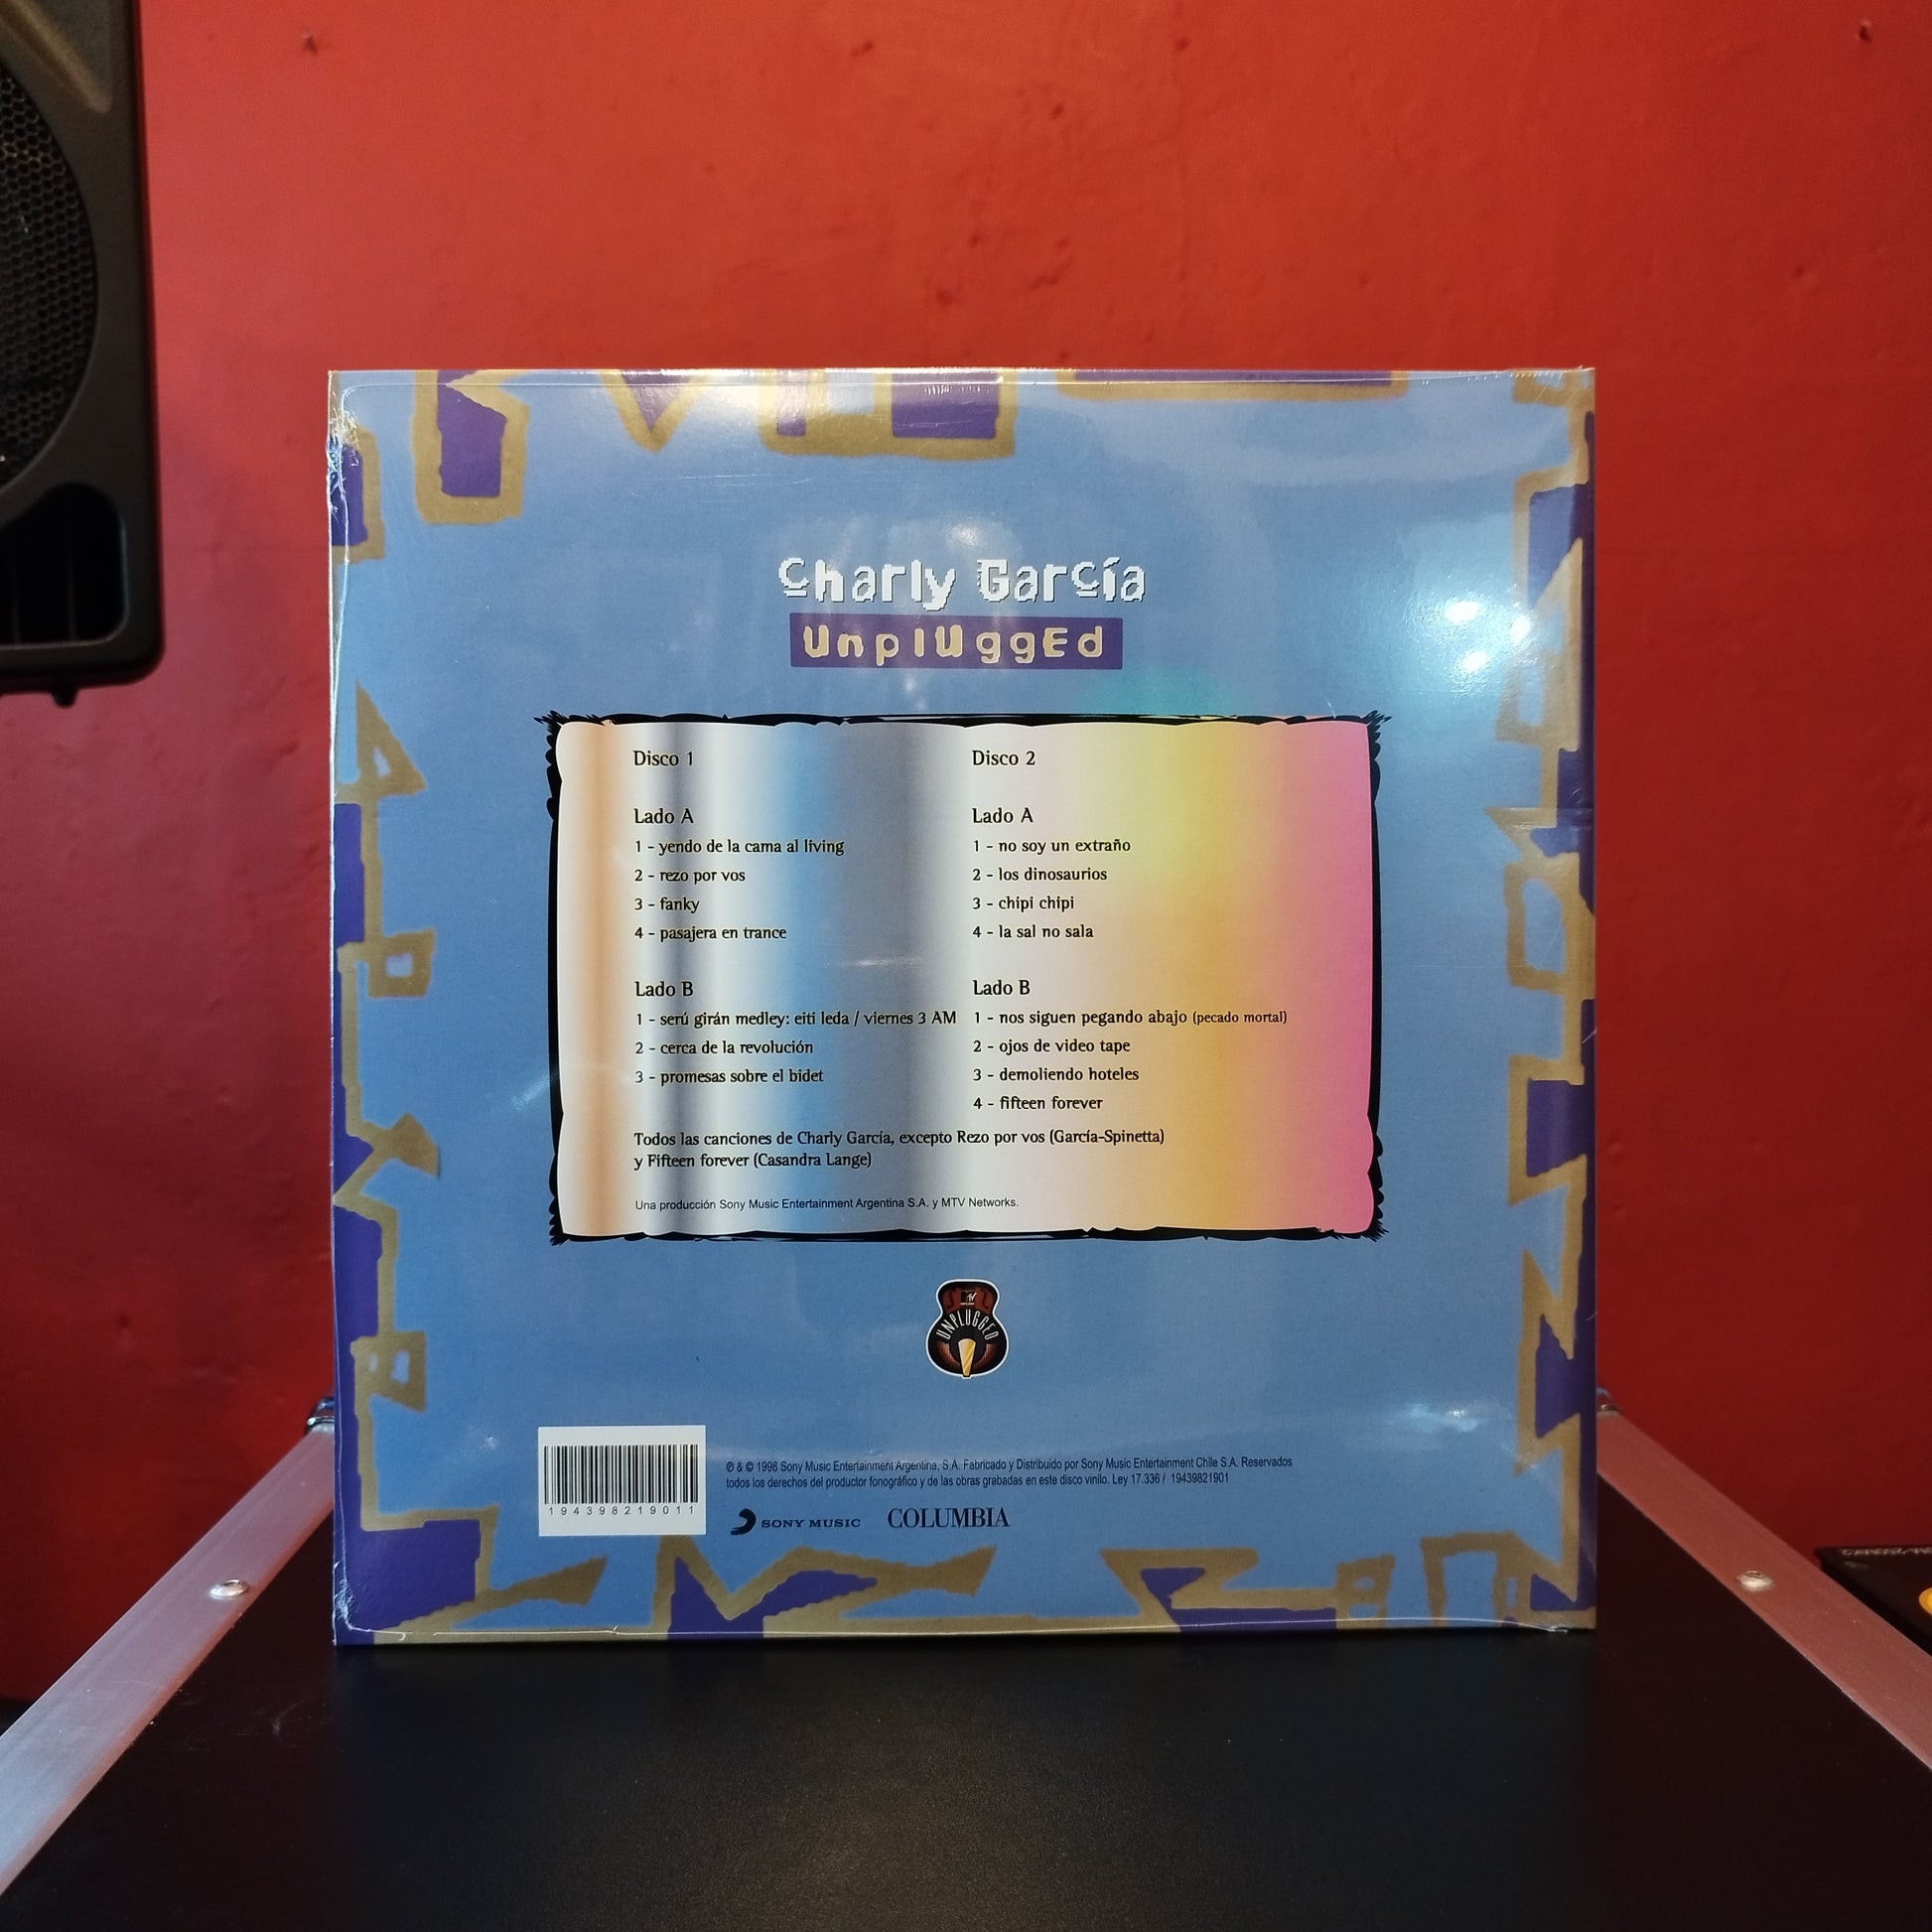 Charly García
UnplUggEd
Disco 1
Lado A
1 - yendo de la cama al living
2 - rezo por vos
3 - fanky
4 - pasajera en trance
Lado B
1 - serú girán medley: eiti leda / viernes 3 AM
2 - cerca de la revolución
3 - promesas sobre el bidet
Disco 2
Lado A
1 - no soy un extraño
2 - los dinosaurios
3 - chipi chipi
4 - la sal no sala
Lado B
1 - nos siguen pegando abajo (pecado mortal)
2 - ojos de video tape
3 - demoliendo hoteles
4 - fifteen forever
Todos las canciones de Charly García, excepto Rezo por vos (García-Spinetta)
y Fifteen forever (Casandra Lange)
Una producción Sony Music Entertainment Argentina S.A. y MTV Networks.
MTV
UNPLUGGED
194398219011
℗ & © 1998 Sony Music Entertainment Argentina, S.A. Fabricado y Distribuido por Sony Music Entertainment Chile S.A. Reservados
todos los derechos del productor fonográfico y de las obras grabadas en este disco vinilo. Ley 17.336 / 19439821901
SONY MUSIC
COLUMBIA